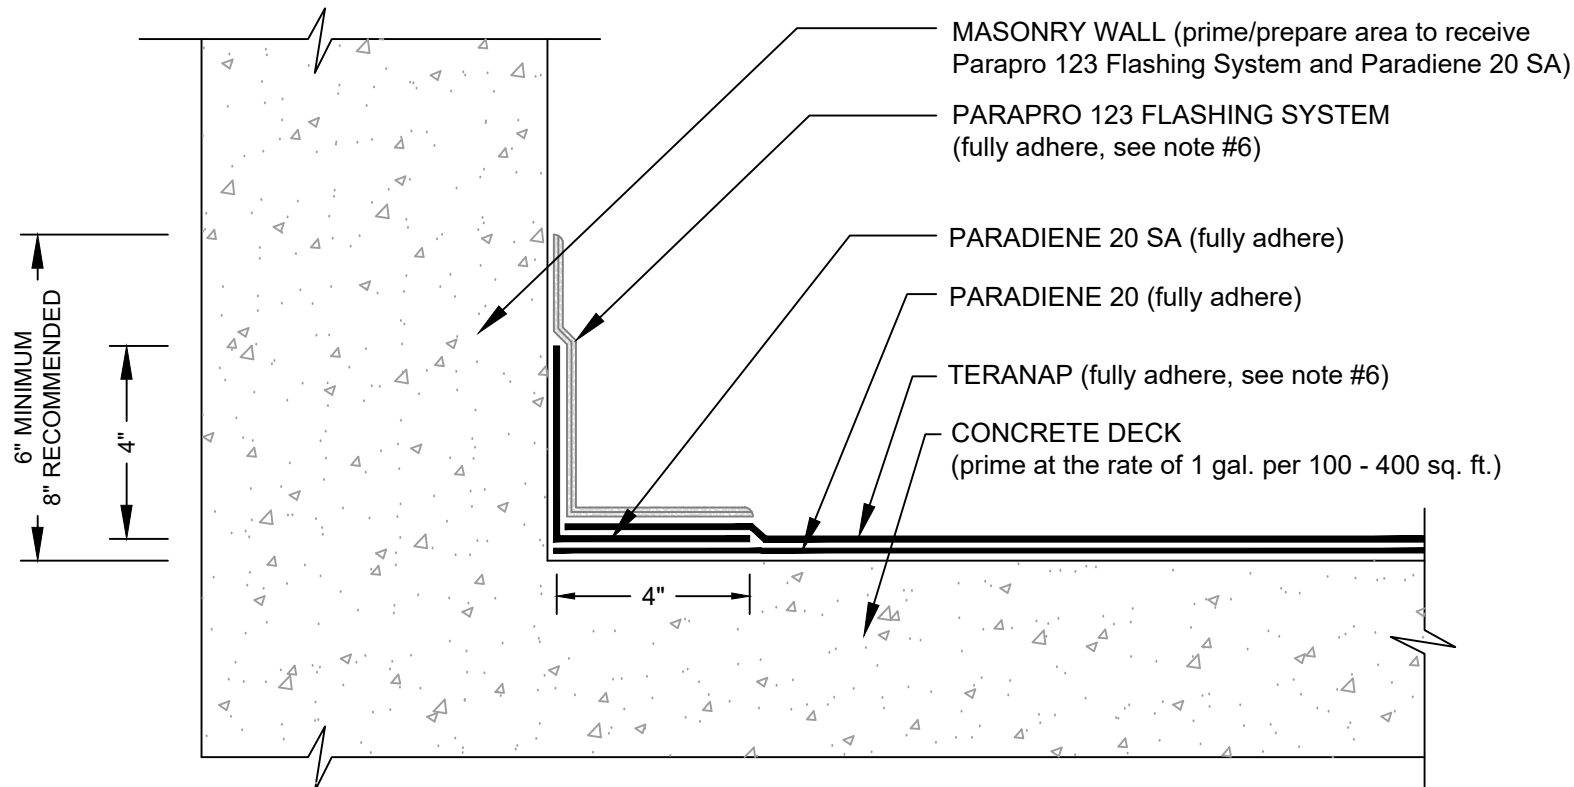 MASONRY WALL (prime/prepare area to receive
Parapro 123 Flashing System and Paradiene 20 SA)
PARAPRO 123 FLASHING SYSTEM
(fully adhere, see note #6)
PARADIENE 20 SA (fully adhere)
PARADIENE 20 (fully adhere)
TERANAP (fully adhere, see note #6)
CONCRETE DECK
(prime at the rate of 1 gal. per 100 - 400 sq. ft.)
6" MINIMUM
8" RECOMMENDED
4"
4"